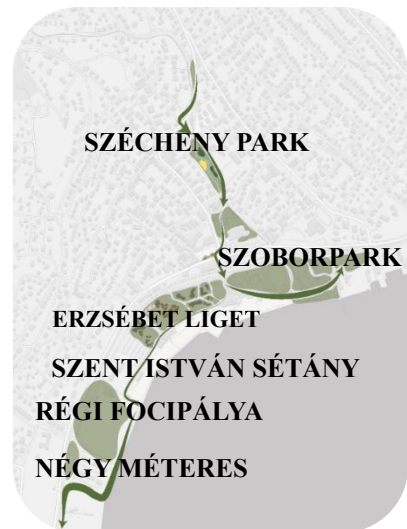 SZÉCHENY PARK
SZOBORPARK
ERZSÉBET LIGET
SZENT ISTVÁN SÉTÁNY
RÉGI FOCIPÁLYA
NÉGY MÉTERES